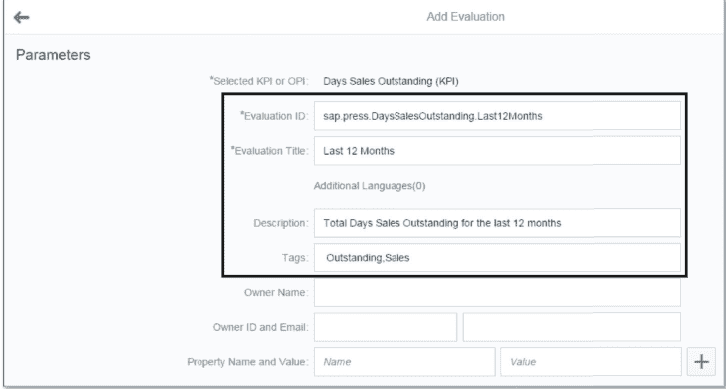 Add Evaluation
Parameters
*Selected KPI or OPI: Days Sales Outstanding (KPI)
*Evaluation ID: sap.press.DaysSalesOutstanding.Last12Months
*Evaluation Title: Last 12 Months
Additional Languages(0)
Description: Total Days Sales Outstanding for the last 12 months
Tags: Outstanding,Sales
Owner Name:
Owner ID and Email:
Property Name and Value: Name Value